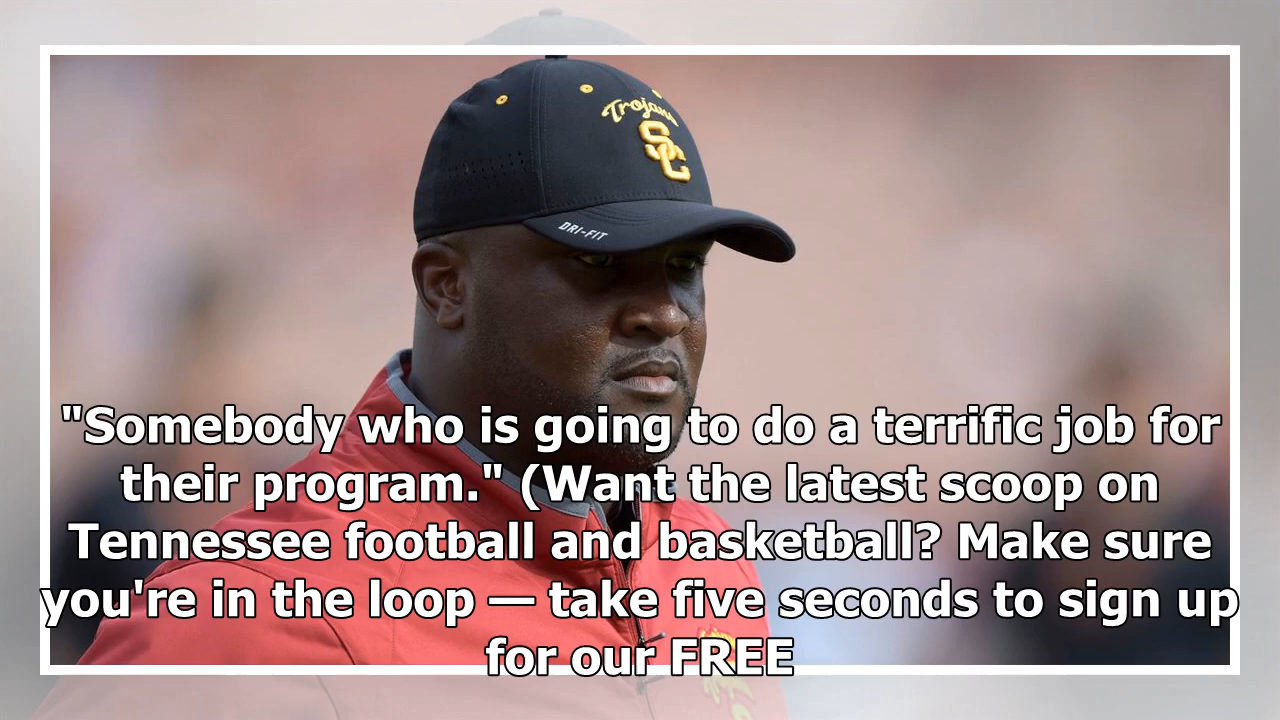 Trojans
SC
DRI-FIT
"Somebody who is going to do a terrific job for
their program." (Want the latest scoop on
Tennessee football and basketball? Make sure
you're in the loop — take five seconds to sign up
for our FREE